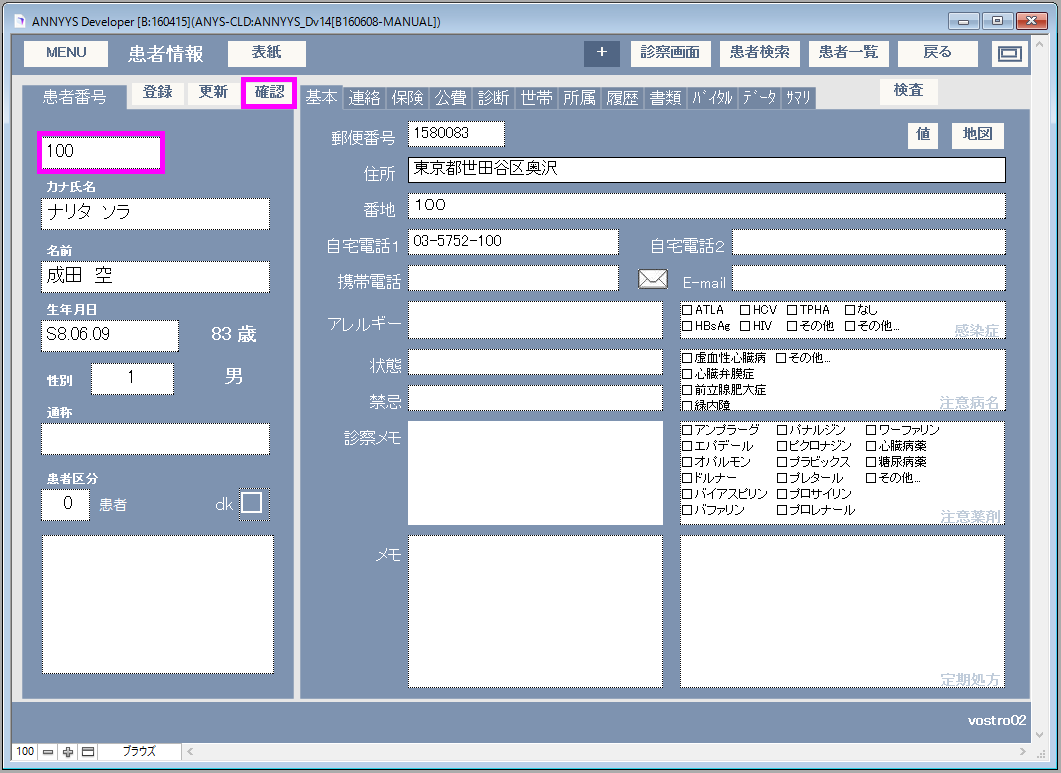 ANNYYS Developer [B:160415](ANYS-CLD:ANNYYS_Dv14[B160608-MANUAL])
MENU 患者情報 表紙 + 診察画面 患者検索 患者一覧 戻る
患者番号 登録 更新 確認 基本 連絡 保険 公費 診断 世帯 所属 履歴 書類 バイタル データ サマリ 検査
100
カナ氏名
ナリタ ソラ
名前
成田 空
生年月日
S8.06.09 83 歳
性別 1 男
通称
患者区分
0 患者 dk
郵便番号 1580083 値 地図
住所 東京都世田谷区奥沢
番地 100
自宅電話1 03-5752-100 自宅電話2
携帯電話 E-mail
アレルギー
□ATLA □HCV □TPHA □なし
□HBsAg □HIV □その他 □その他...
感染症
状態
□虚血性心臓病 □その他...
□心臓弁膜症
禁忌
□前立腺肥大症
□緑内障
注意病名
診察メモ
□アンプラーグ □パナルジン □ワーファリン
□エパデール □ピクロナジン □心臓病薬
□オパルモン □プラビックス □糖尿病薬
□ドルナー □プレタール □その他...
□バイアスピリン □プロサイリン
□バファリン □プロレナール
注意薬剤
メモ
定期処方
vostro02
100 ブラウズ